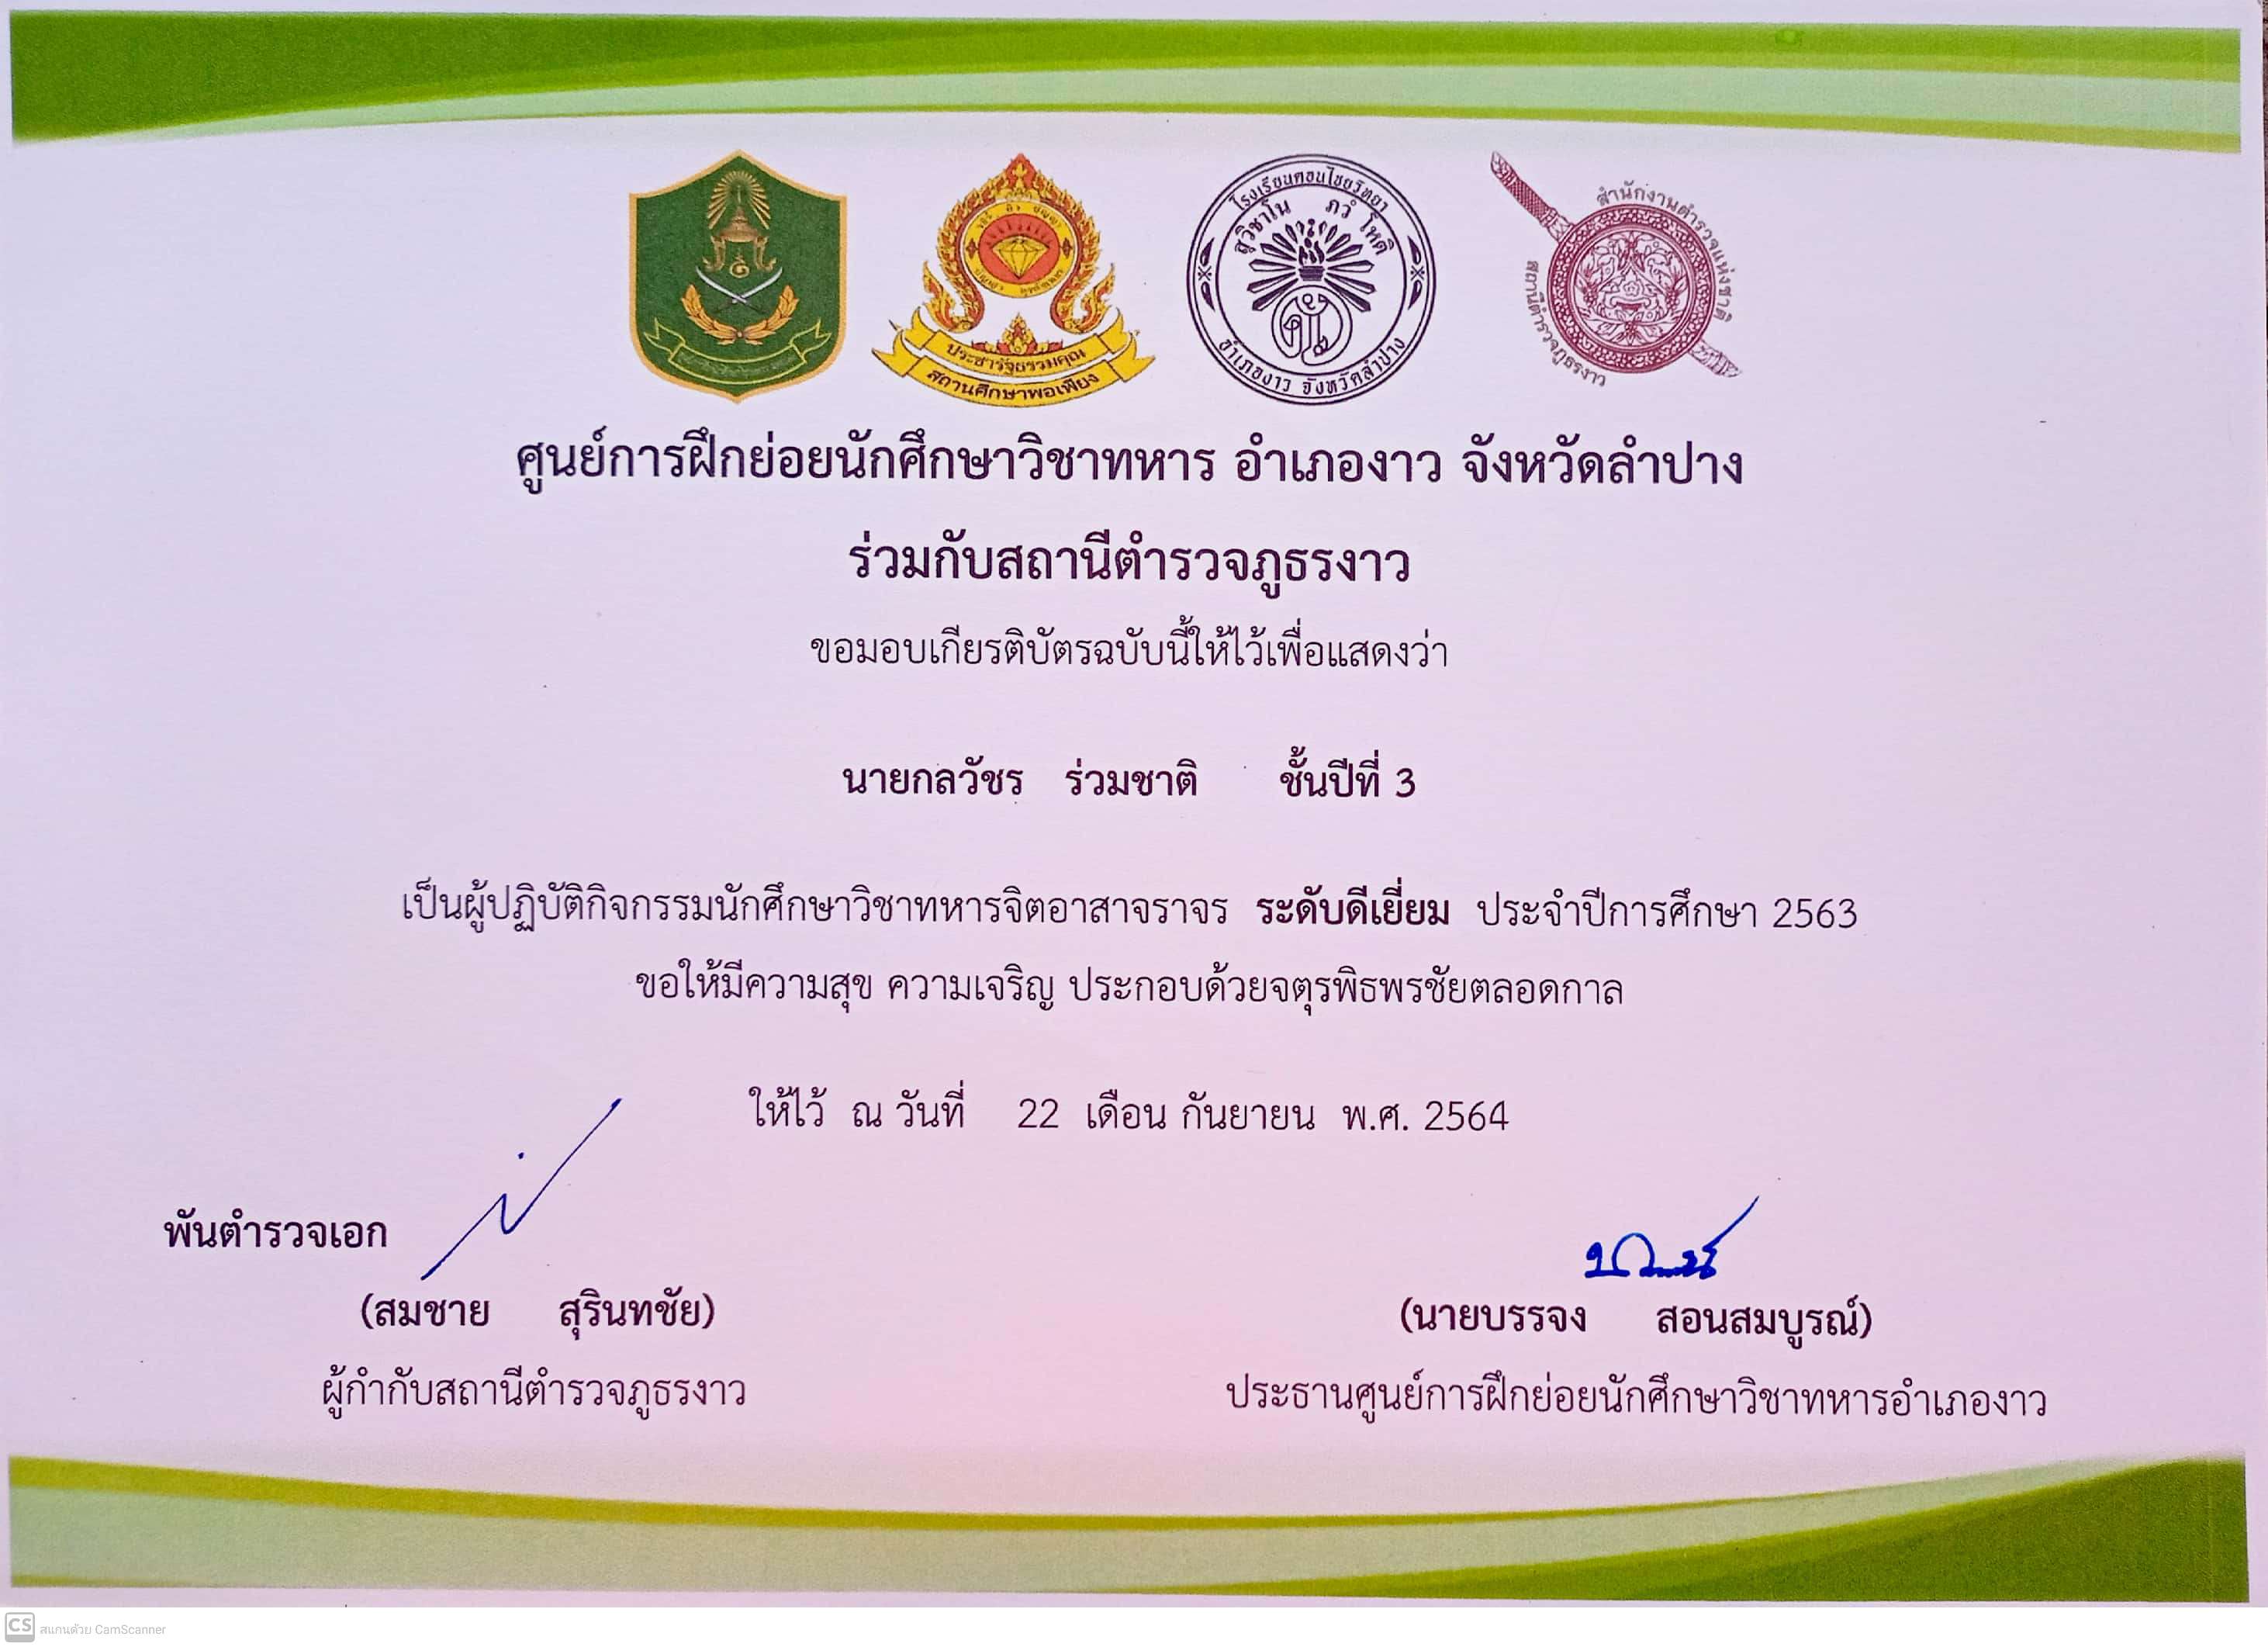 โรงเรียนดอนไชยวิทยา
สุวิชาโน ภวํ โหติ
อำเภองาว จังหวัดลำปาง
ประชารัฐธรรมคุณ
สถานศึกษาพอเพียง
สำนักงานตำรวจแห่งชาติ
สถานีตำรวจภูธรงาว
ศูนย์การฝึกย่อยนักศึกษาวิชาทหาร อำเภองาว จังหวัดลำปาง
ร่วมกับสถานีตำรวจภูธรงาว
ขอมอบเกียรติบัตรฉบับนี้ให้ไว้เพื่อแสดงว่า
นายกลวัชร ร่วมชาติ ชั้นปีที่ 3
เป็นผู้ปฏิบัติกิจกรรมนักศึกษาวิชาทหารจิตอาสาจราจร ระดับดีเยี่ยม ประจำปีการศึกษา 2563
ขอให้มีความสุข ความเจริญ ประกอบด้วยจตุรพิธพรชัยตลอดกาล
ให้ไว้ ณ วันที่ 22 เดือน กันยายน พ.ศ. 2564
พันตำรวจเอก
(สมชาย สุรินทชัย)
ผู้กำกับสถานีตำรวจภูธรงาว
(นายบรรจง สอนสมบูรณ์)
ประธานศูนย์การฝึกย่อยนักศึกษาวิชาทหารอำเภองาว
CS สแกนด้วย CamScanner